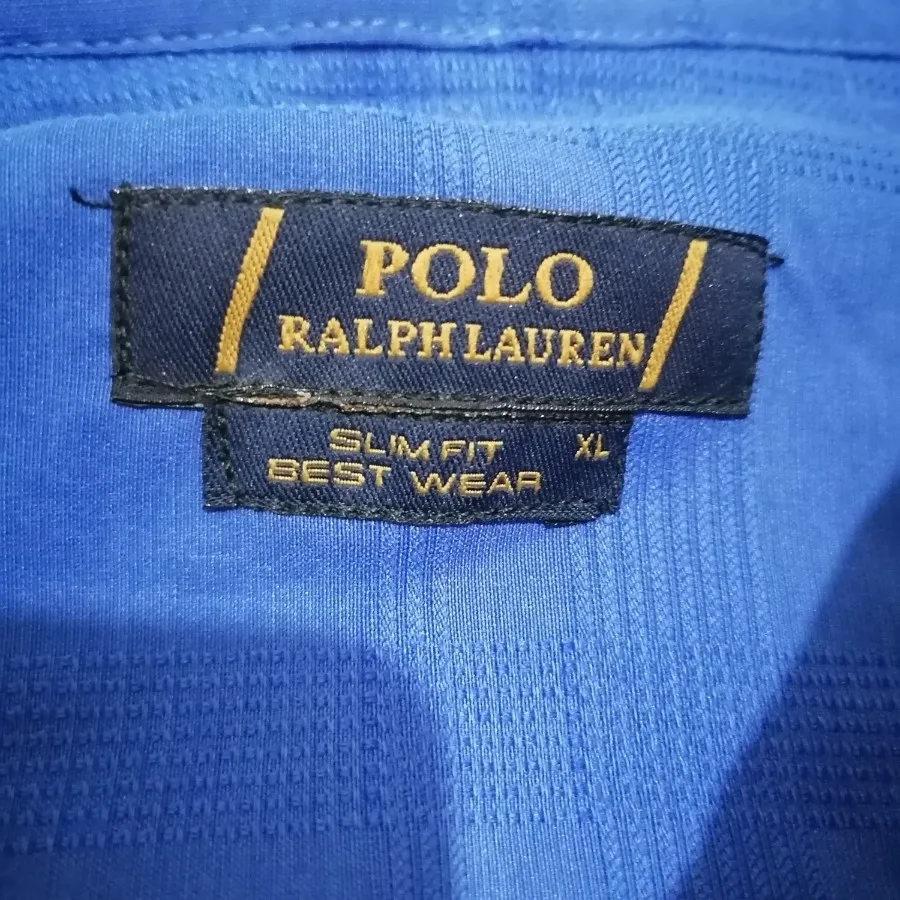 POLO
RALPH LAUREN
SLIM FIT XL
BEST WEAR